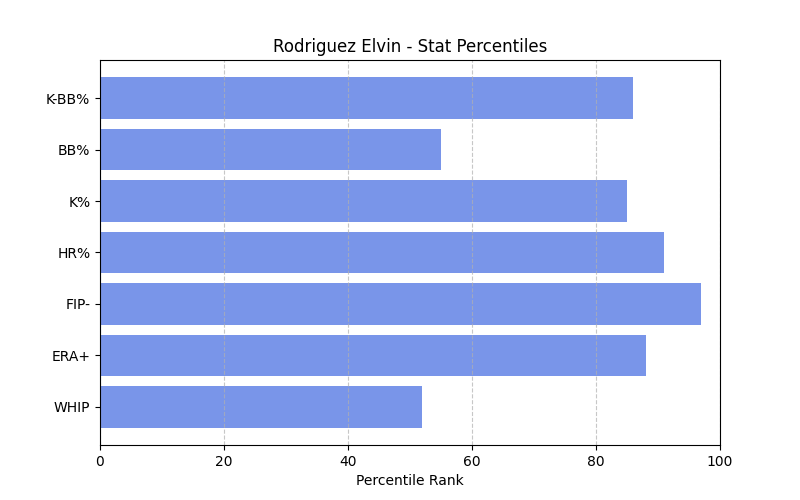 Rodriguez Elvin - Stat Percentiles
K-BB%
BB%
K%
HR%
FIP-
ERA+
WHIP
0 20 40 60 80 100
Percentile Rank